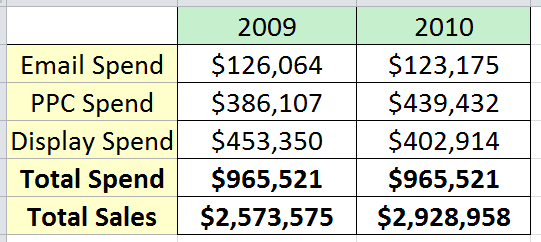 2009 2010
Email Spend $126,064 $123,175
PPC Spend $386,107 $439,432
Display Spend $453,350 $402,914
Total Spend $965,521 $965,521
Total Sales $2,573,575 $2,928,958